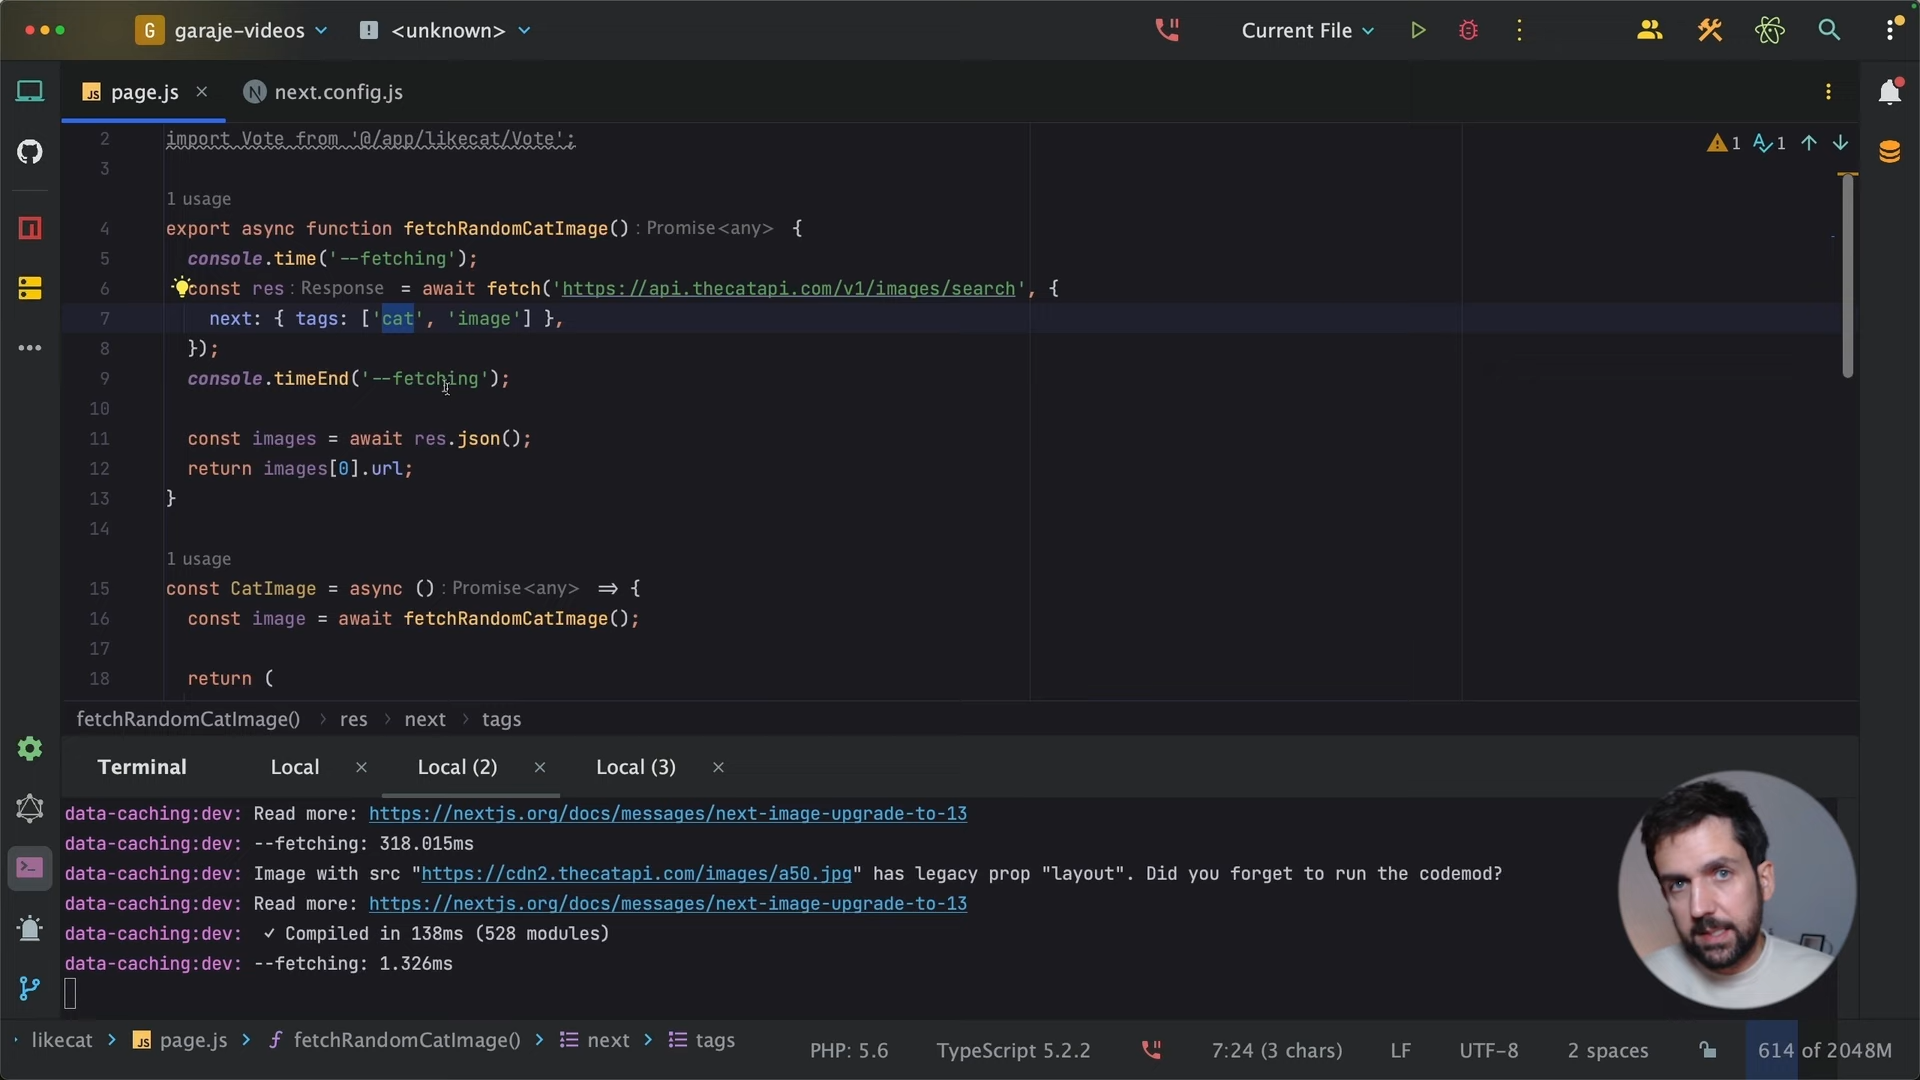 G garaje-videos <unknown> Current File
page.js next.config.js
2 import Vote from '@/app/likecat/Vote'; 1 1
3
1 usage
4 export async function fetchRandomCatImage() : Promise<any> {
5 console.time('--fetching');
6 const res : Response = await fetch('https://api.thecatapi.com/v1/images/search', {
7 next: { tags: ['cat', 'image'] },
8 });
9 console.timeEnd('--fetching');
10
11 const images = await res.json();
12 return images[0].url;
13 }
14
1 usage
15 const CatImage = async () : Promise<any> => {
16 const image = await fetchRandomCatImage();
17
18 return (
fetchRandomCatImage() > res > next > tags
Terminal Local Local (2) Local (3)
data-caching:dev: Read more: https://nextjs.org/docs/messages/next-image-upgrade-to-13
data-caching:dev: --fetching: 318.015ms
data-caching:dev: Image with src "https://cdn2.thecatapi.com/images/a50.jpg" has legacy prop "layout". Did you forget to run the codemod?
data-caching:dev: Read more: https://nextjs.org/docs/messages/next-image-upgrade-to-13
data-caching:dev: ✓ Compiled in 138ms (528 modules)
data-caching:dev: --fetching: 1.326ms
likecat > page.js > fetchRandomCatImage() > next > tags PHP: 5.6 TypeScript 5.2.2 7:24 (3 chars) LF UTF-8 2 spaces 614 of 2048M